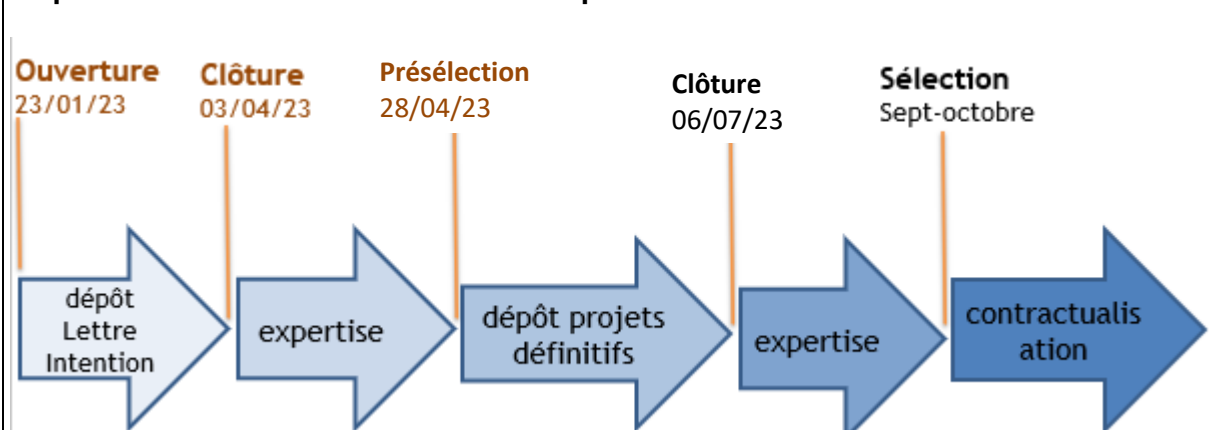 Ouverture
23/01/23
Clôture
03/04/23
Présélection
28/04/23
Clôture
06/07/23
Sélection
Sept-octobre
dépôt
Lettre
Intention
expertise
dépôt projets
définitifs
expertise
contractualis
ation